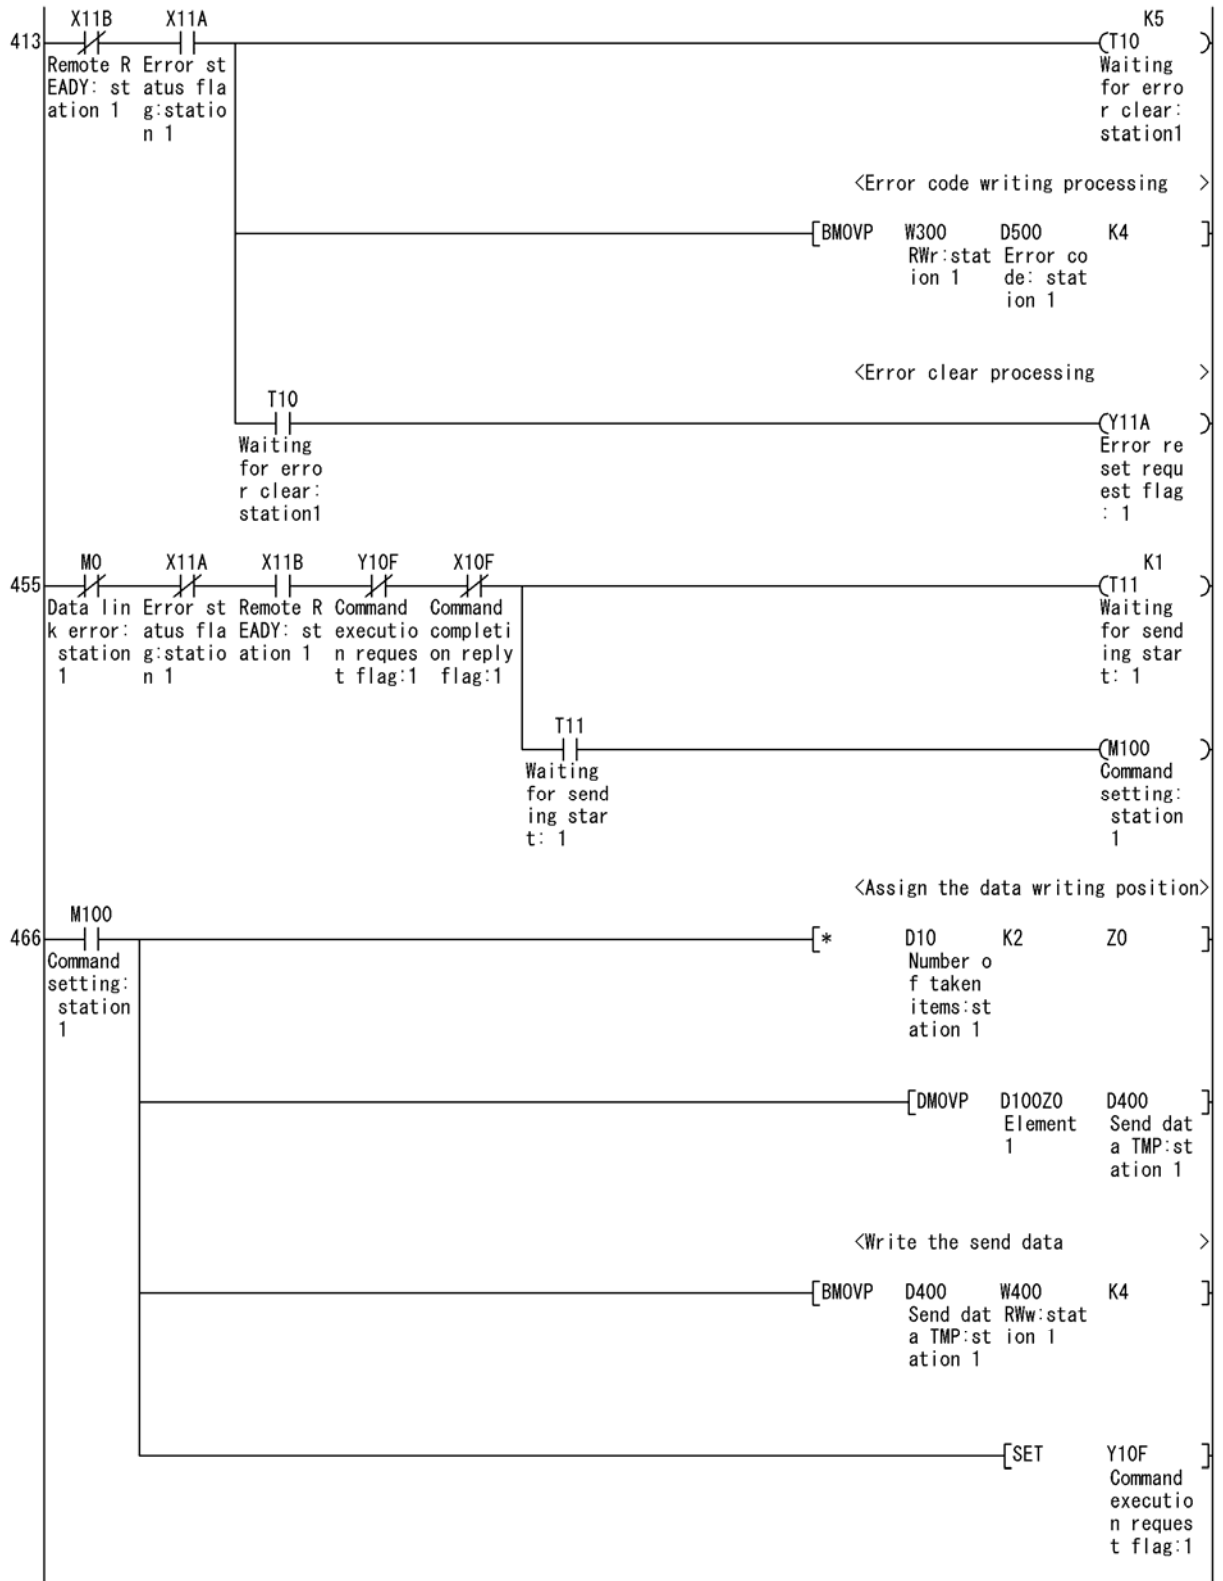 X11B X11A K5
413 (T10 )
Remote R Error st Waiting
EADY: st atus fla for erro
ation 1 g:statio r clear:
n 1 station1
<Error code writing processing >
[BMOVP W300 D500 K4 ]
RWr:stat Error co
ion 1 de: stat
ion 1
<Error clear processing >
T10
(Y11A )
Waiting Error re
for erro set requ
r clear: est flag
station1 : 1
M0 X11A X11B Y10F X10F K1
455 (T11 )
Data lin Error st Remote R Command Command Waiting
k error: atus fla EADY: st executio completi for send
station g:statio ation 1 n reques on reply ing star
1 n 1 t flag:1 flag:1 t: 1
T11
(M100 )
Waiting Command
for send setting:
ing star station
t: 1 1
<Assign the data writing position>
M100
466 [* D10 K2 Z0 ]
Command Number o
setting: f taken
station items:st
1 ation 1
[DMOVP D100Z0 D400 ]
Element Send dat
1 a TMP:st
ation 1
<Write the send data >
[BMOVP D400 W400 K4 ]
Send dat RWw:stat
a TMP:st ion 1
ation 1
[SET Y10F ]
Command
executio
n reques
t flag:1